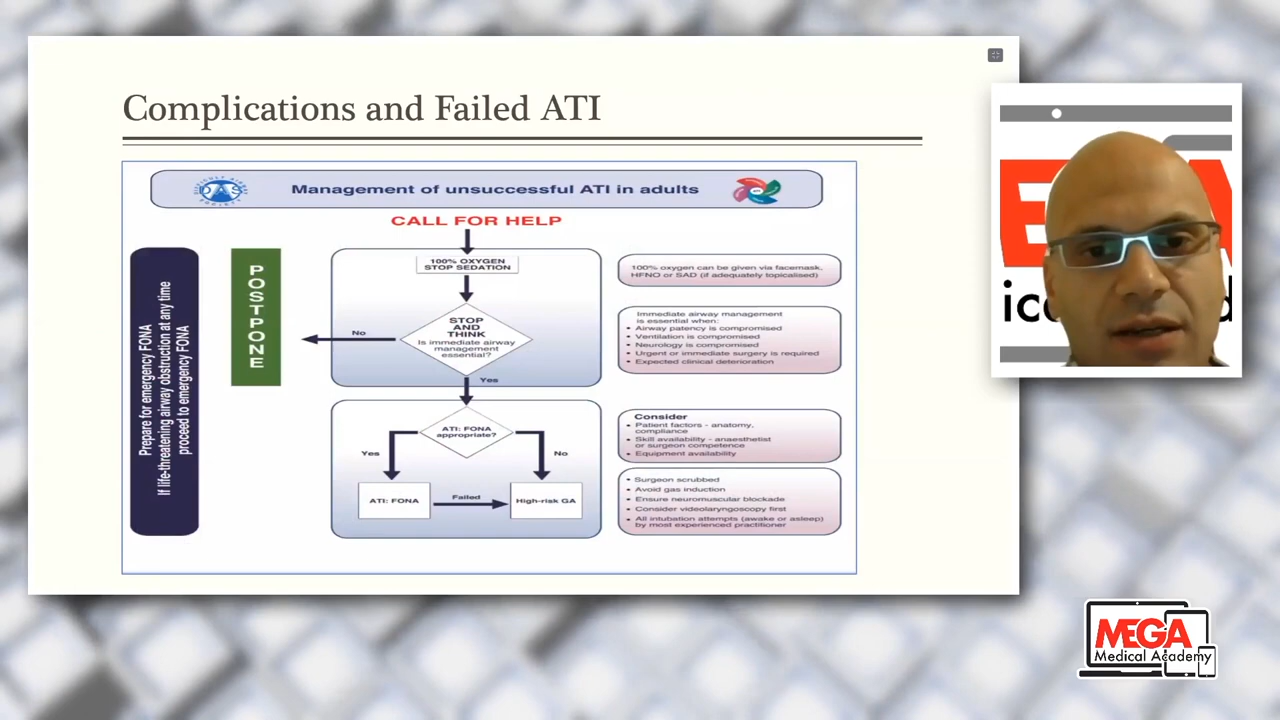 Complications and Failed ATI
Management of unsuccessful ATI in adults
CALL FOR HELP
Prepare for emergency FONA
If life-threatening airway obstruction at any time
proceed to emergency FONA
POSTPONE
100% OXYGEN
STOP SEDATION
STOP
AND
THINK
Is immediate airway
management
essential?
No
Yes
100% oxygen can be given via facemask,
HFNO or SAD (if adequately topicalised)
Immediate airway management
is essential when:
• Airway patency is compromised
• Ventilation is compromised
• Neurology is compromised
• Urgent or immediate surgery is required
• Expected clinical deterioration
ATI: FONA
appropriate?
Yes
No
ATI: FONA
Failed
High-risk GA
Consider
• Patient factors - anatomy,
compliance
• Skill availability - anaesthetist
or surgeon competence
• Equipment availability
• Surgeon scrubbed
• Avoid gas induction
• Ensure neuromuscular blockade
• Consider videolaryngoscopy first
• All intubation attempts (awake or asleep)
by most experienced practitioner
MEGA
Medical Academy